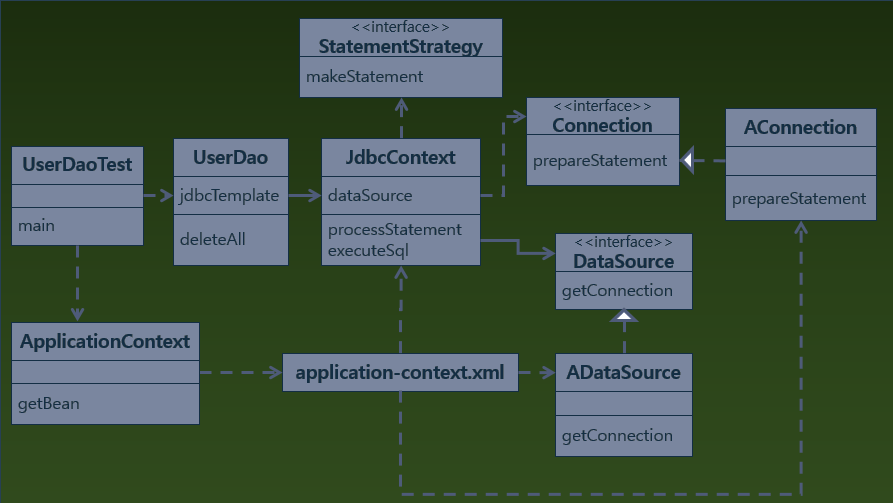 <<interface>>
StatementStrategy
makeStatement
<<interface>>
Connection
prepareStatement
AConnection
prepareStatement
UserDaoTest
main
UserDao
jdbcTemplate
deleteAll
JdbcContext
dataSource
processStatement
executeSql
<<interface>>
DataSource
getConnection
ApplicationContext
getBean
application-context.xml
ADataSource
getConnection